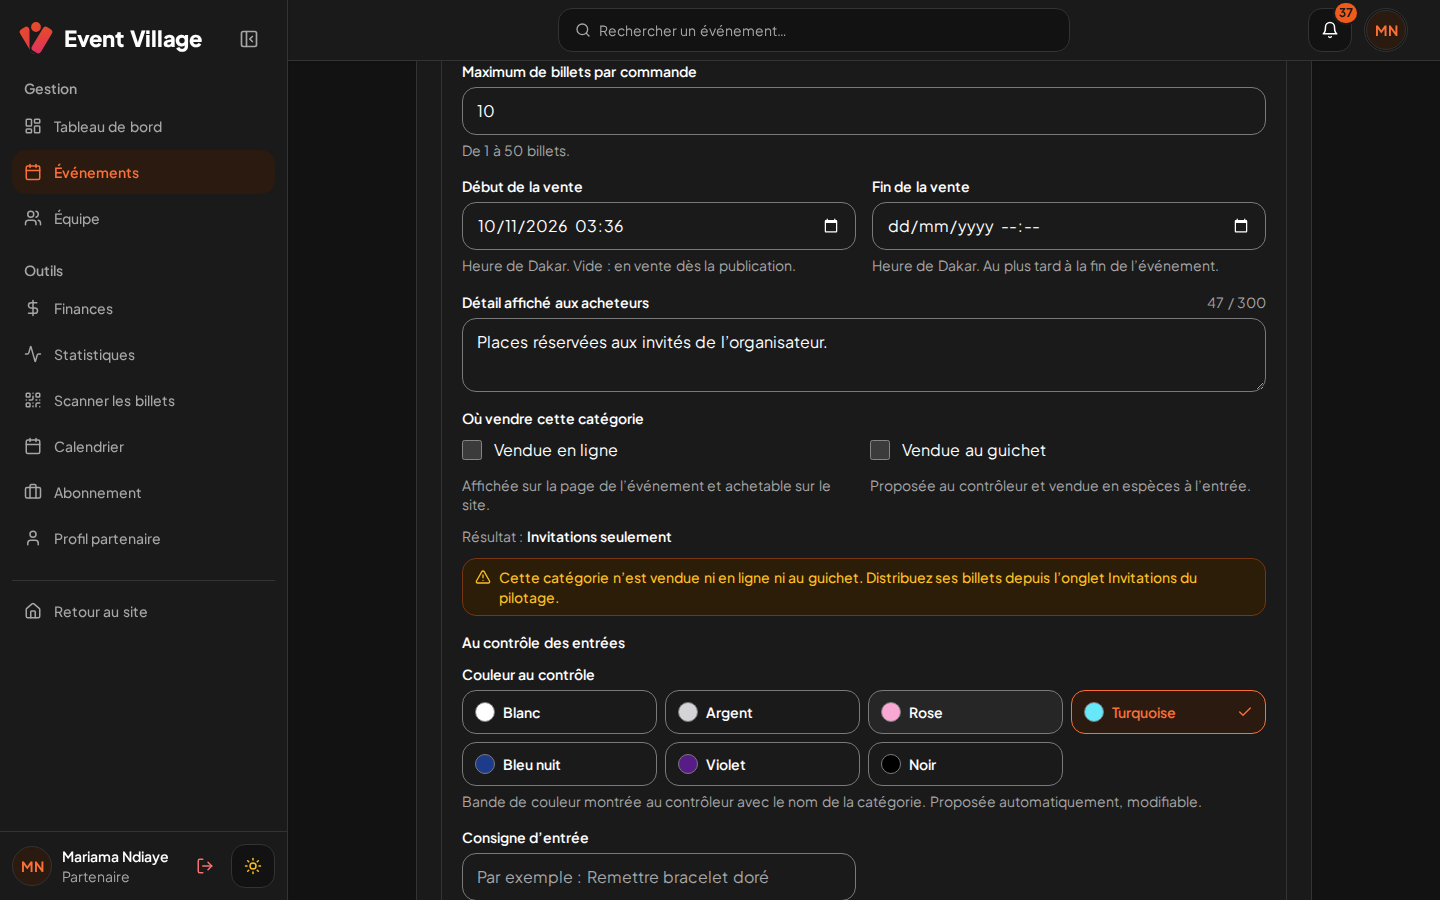 Event Village
Rechercher un événement…
37
MN
Gestion
Tableau de bord
Événements
Équipe
Outils
Finances
Statistiques
Scanner les billets
Calendrier
Abonnement
Profil partenaire
Retour au site
MN
Mariama Ndiaye
Partenaire
Maximum de billets par commande
10
De 1 à 50 billets.
Début de la vente
Fin de la vente
10/11/2026 03:36
dd/mm/yyyy --:--
Heure de Dakar. Vide : en vente dès la publication.
Heure de Dakar. Au plus tard à la fin de l’événement.
Détail affiché aux acheteurs
47 / 300
Places réservées aux invités de l’organisateur.
Où vendre cette catégorie
Vendue en ligne
Vendue au guichet
Affichée sur la page de l’événement et achetable sur le
site.
Proposée au contrôleur et vendue en espèces à l’entrée.
Résultat : Invitations seulement
Cette catégorie n’est vendue ni en ligne ni au guichet. Distribuez ses billets depuis l’onglet Invitations du
pilotage.
Au contrôle des entrées
Couleur au contrôle
Blanc
Argent
Rose
Turquoise
Bleu nuit
Violet
Noir
Bande de couleur montrée au contrôleur avec le nom de la catégorie. Proposée automatiquement, modifiable.
Consigne d’entrée
Par exemple : Remettre bracelet doré